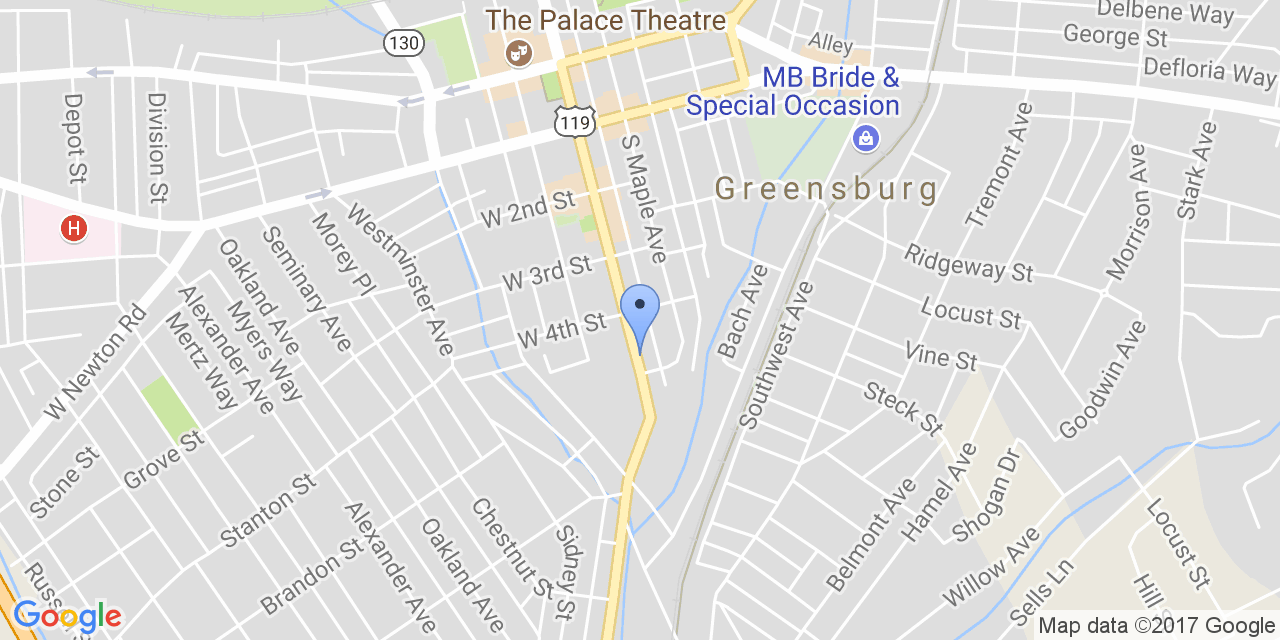 The Palace Theatre
130
Delbene Way
George St
Alley
Defloria Way
MB Bride &
Special Occasion
119
Depot St
Division St
S Maple Ave
Tremont Ave
Morrison Ave
Stark Ave
Greensburg
H
W 2nd St
Westminster Ave
Morey Pl
Seminary Ave
Oakland Ave
W 3rd St
Ridgeway St
Bach Ave
Southwest Ave
Locust St
W 4th St
Alexander Ave
Myers Way
Mertz Way
W Newton Rd
Vine St
Goodwin Ave
Steck St
Grove St
Stone St
Stanton St
Hamel Ave
Shogan Dr
Belmont Ave
Alexander Ave
Oakland Ave
Chestnut St
Sidney St
Brandon St
Willow Ave
Sells Ln
Locust St
Hill
Russ
Google
Map data ©2017 Google